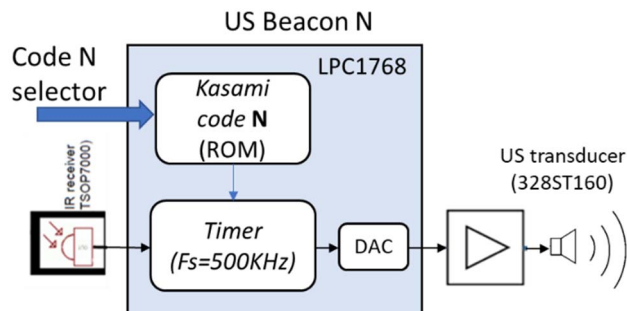 US Beacon N
Code N
selector
LPC1768
Kasami
code N
(ROM)
IR receiver
TSOP7000)
US transducer
(328ST160)
Timer
(Fs=500KHz)
DAC